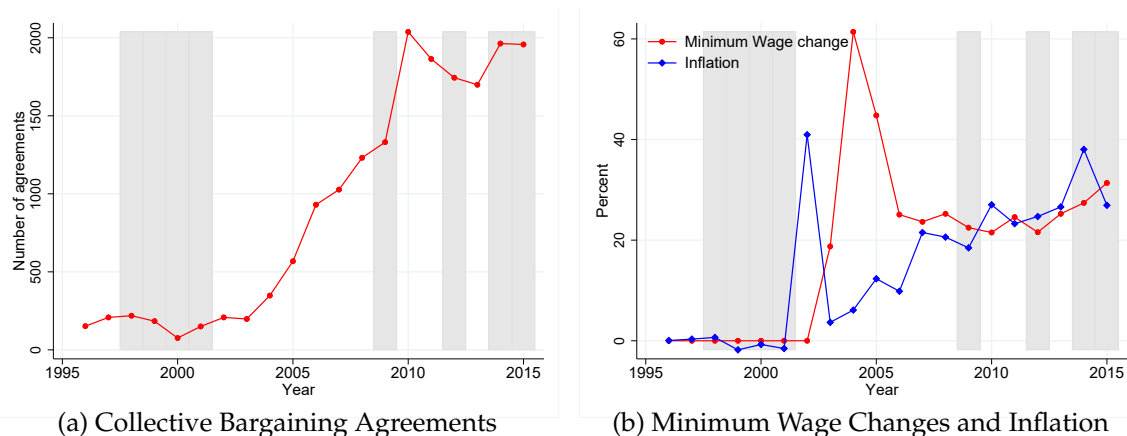 Number of agreements
2000
1500
1000
500
0
1995
2000
2005
2010
2015
Year
(a) Collective Bargaining Agreements
Minimum Wage change
Inflation
Percent
60
40
20
0
1995
2000
2005
2010
2015
Year
(b) Minimum Wage Changes and Inflation